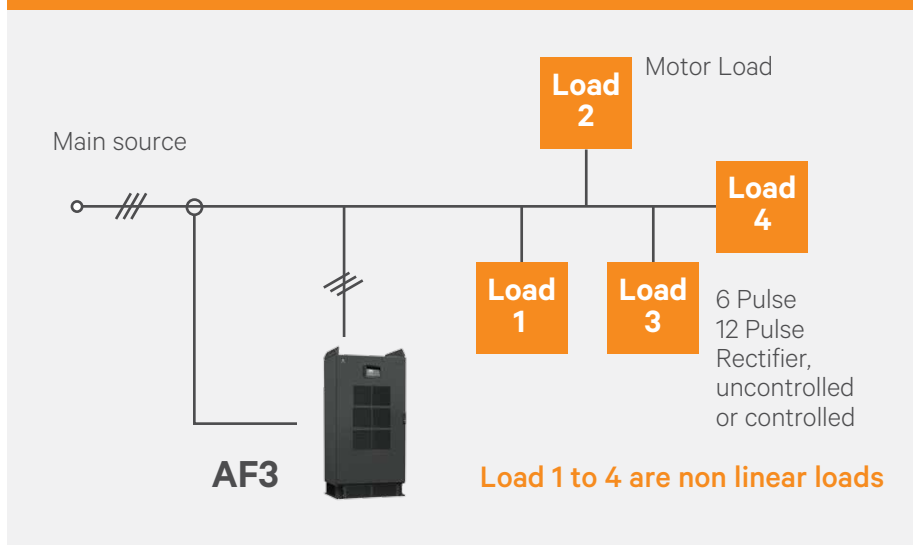 Motor Load
Load
2
Main source
Load
4
Load
1
Load
3
6 Pulse
12 Pulse
Rectifier,
uncontrolled
or controlled
AF3
Load 1 to 4 are non linear loads